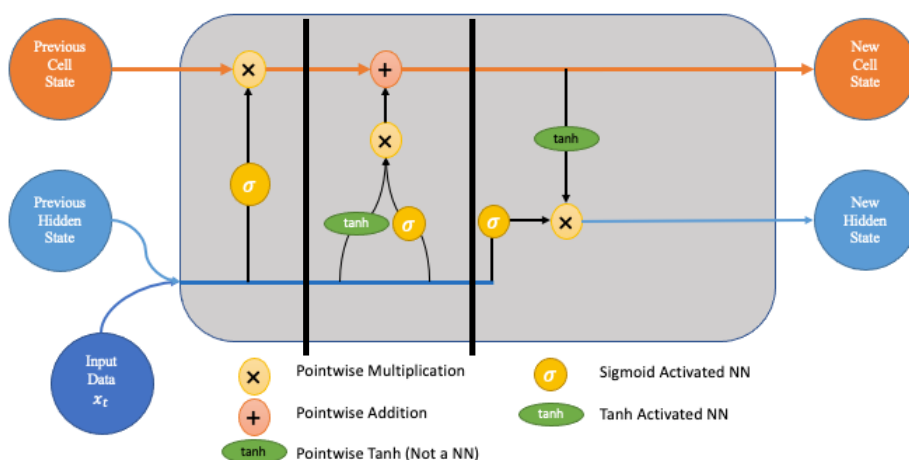 Previous
Cell
State
New
Cell
State
×
+
tanh
σ
×
Previous
Hidden
State
tanh
σ
σ
×
New
Hidden
State
Input
Data
xₜ
× Pointwise Multiplication
σ Sigmoid Activated NN
+ Pointwise Addition
tanh Tanh Activated NN
tanh Pointwise Tanh (Not a NN)